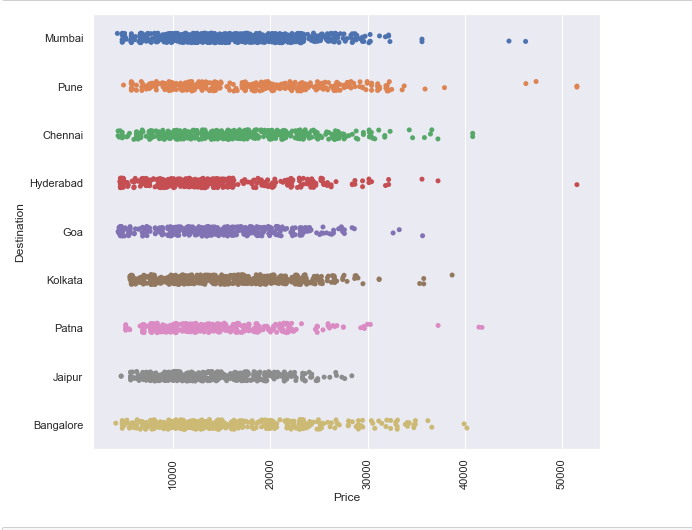 Mumbai
Pune
Chennai
Hyderabad
Destination
Goa
Kolkata
Patna
Jaipur
Bangalore
10000
20000
30000
40000
50000
Price